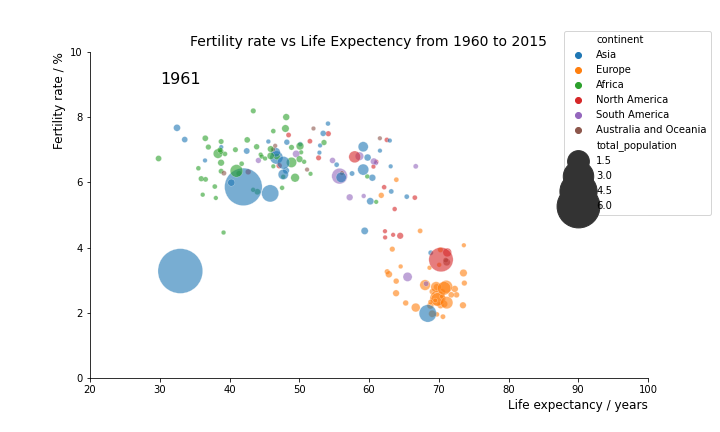 Fertility rate vs Life Expectency from 1960 to 2015
Fertility rate / %
1961
10
8
6
4
2
0
20 30 40 50 60 70 80 90 100
Life expectancy / years
continent
Asia
Europe
Africa
North America
South America
Australia and Oceania
total_population
1.5
3.0
4.5
6.0